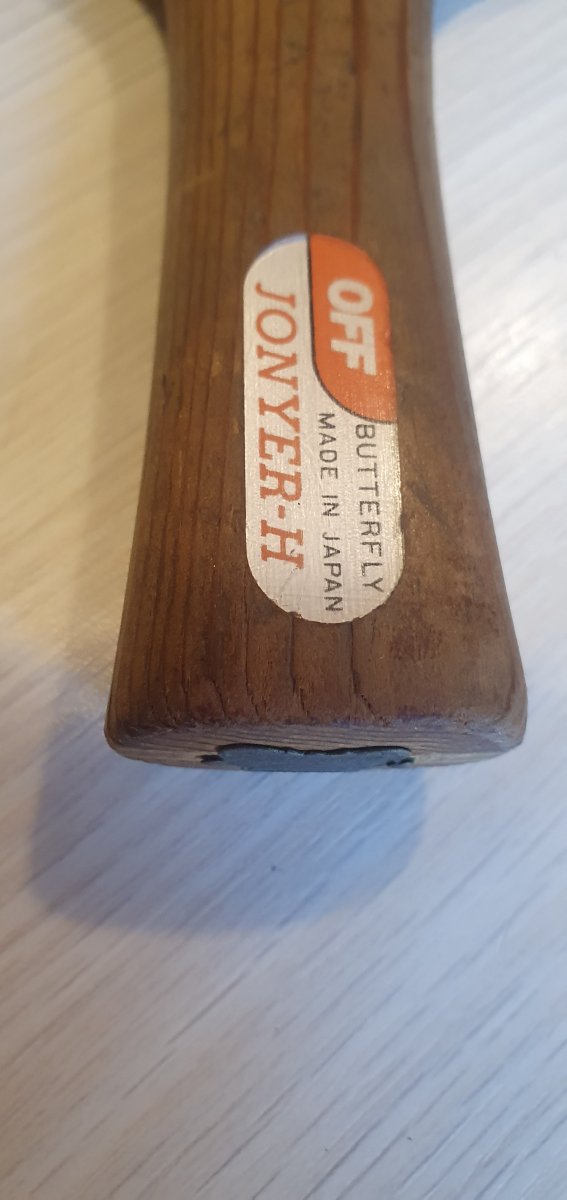 OFF
BUTTERFLY
MADE IN JAPAN
JONYER-H